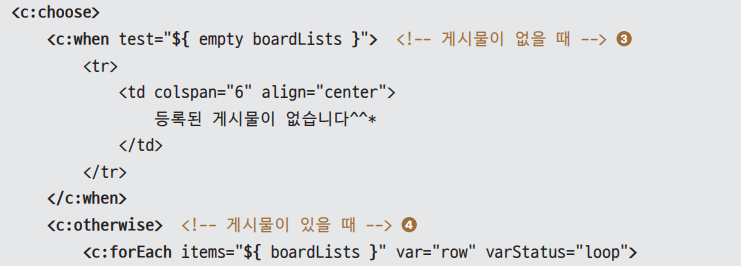 <c:choose>
<c:when test="${ empty boardLists }"> <!-- 게시물이 없을 때 --> ❸
<tr>
<td colspan="6" align="center">
등록된 게시물이 없습니다^^*
</td>
</tr>
</c:when>
<c:otherwise> <!-- 게시물이 있을 때 --> ❹
<c:forEach items="${ boardLists }" var="row" varStatus="loop">